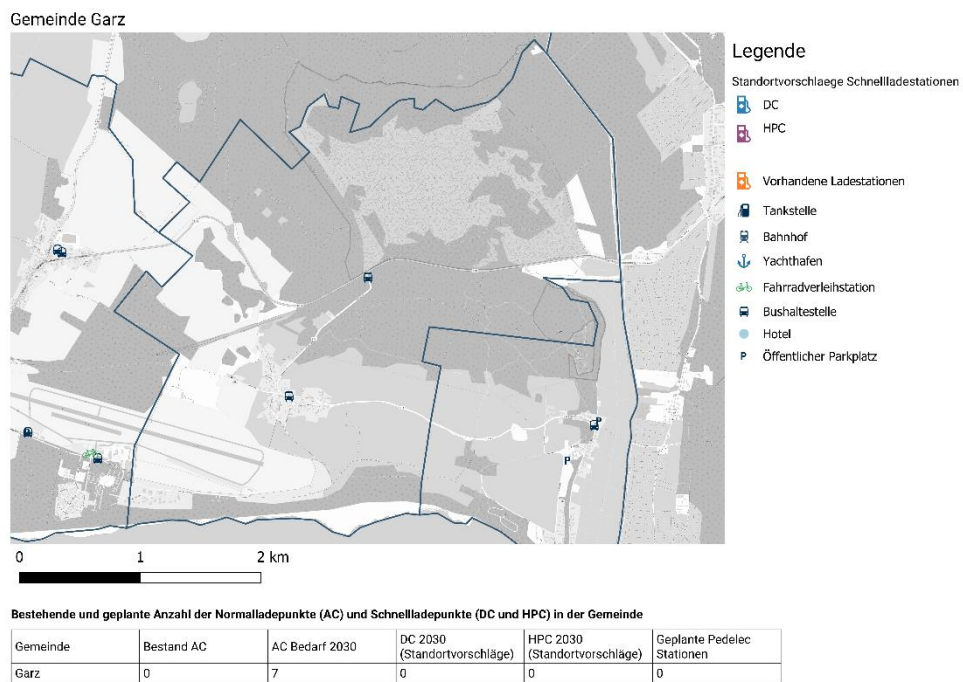 Gemeinde Garz
Legende
Standortvorschlaege Schnellladestationen
DC
HPC
Vorhandene Ladestationen
Tankstelle
Bahnhof
Yachthafen
Fahrradverleihstation
Bushaltestelle
Hotel
P Öffentlicher Parkplatz
P
P
0 1 2 km
Bestehende und geplante Anzahl der Normalladepunkte (AC) und Schnellladepunkte (DC und HPC) in der Gemeinde
Gemeinde Bestand AC AC Bedarf 2030 DC 2030 (Standortvorschläge) HPC 2030 (Standortvorschläge) Geplante Pedelec Stationen
Garz 0 7 0 0 0